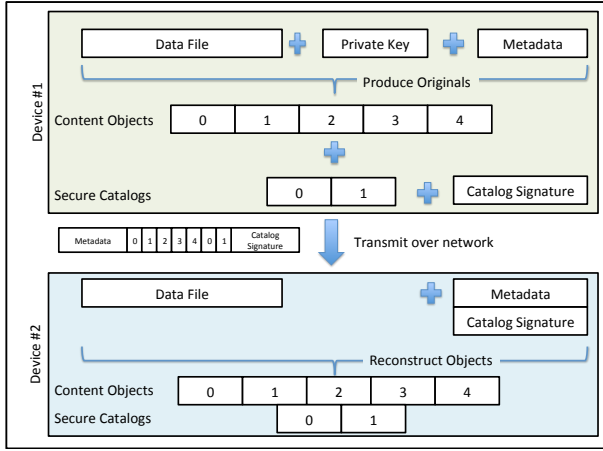 Device #1
Data File Private Key Metadata
Produce Originals
Content Objects 0 1 2 3 4
Secure Catalogs 0 1 Catalog Signature
Metadata 0 1 2 3 4 0 1 Catalog Signature
Transmit over network
Device #2
Data File Metadata
Catalog Signature
Reconstruct Objects
Content Objects 0 1 2 3 4
Secure Catalogs 0 1